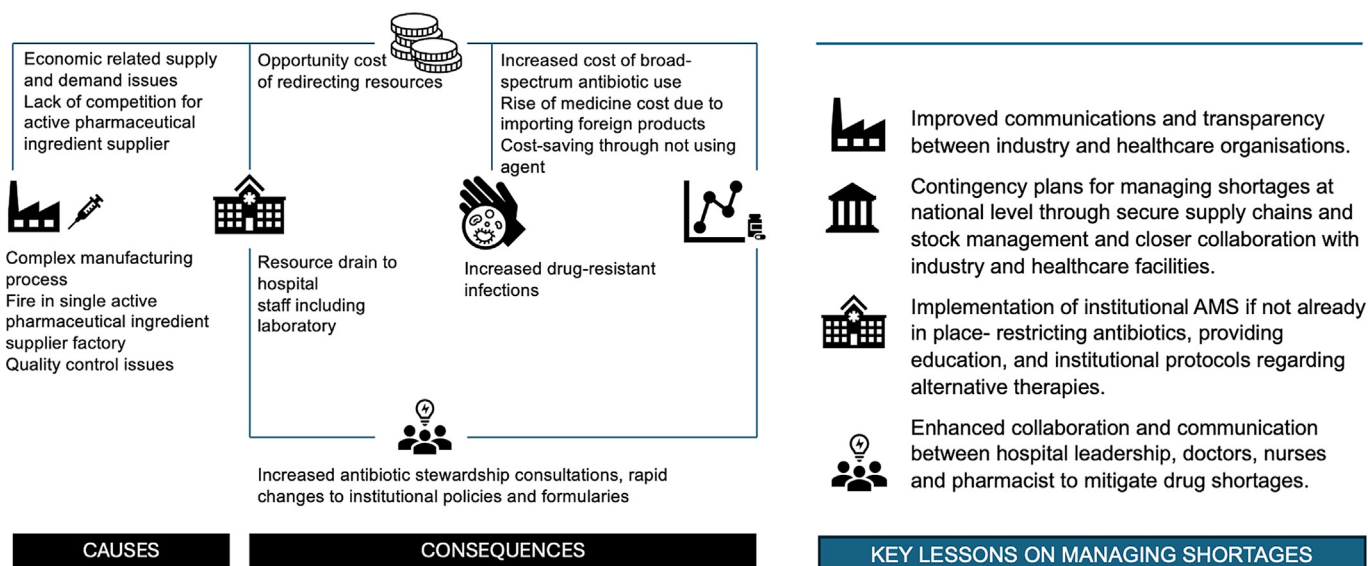 Economic related supply
and demand issues
Lack of competition for
active pharmaceutical
ingredient supplier
Complex manufacturing
process
Fire in single active
pharmaceutical ingredient
supplier factory
Quality control issues
CAUSES
Opportunity cost
of redirecting resources
Increased cost of broad-
spectrum antibiotic use
Rise of medicine cost due to
importing foreign products
Cost-saving through not using
agent
Resource drain to
hospital
staff including
laboratory
Increased drug-resistant
infections
Increased antibiotic stewardship consultations, rapid
changes to institutional policies and formularies
CONSEQUENCES
Improved communications and transparency
between industry and healthcare organisations.
Contingency plans for managing shortages at
national level through secure supply chains and
stock management and closer collaboration with
industry and healthcare facilities.
Implementation of institutional AMS if not already
in place- restricting antibiotics, providing
education, and institutional protocols regarding
alternative therapies.
Enhanced collaboration and communication
between hospital leadership, doctors, nurses
and pharmacist to mitigate drug shortages.
KEY LESSONS ON MANAGING SHORTAGES